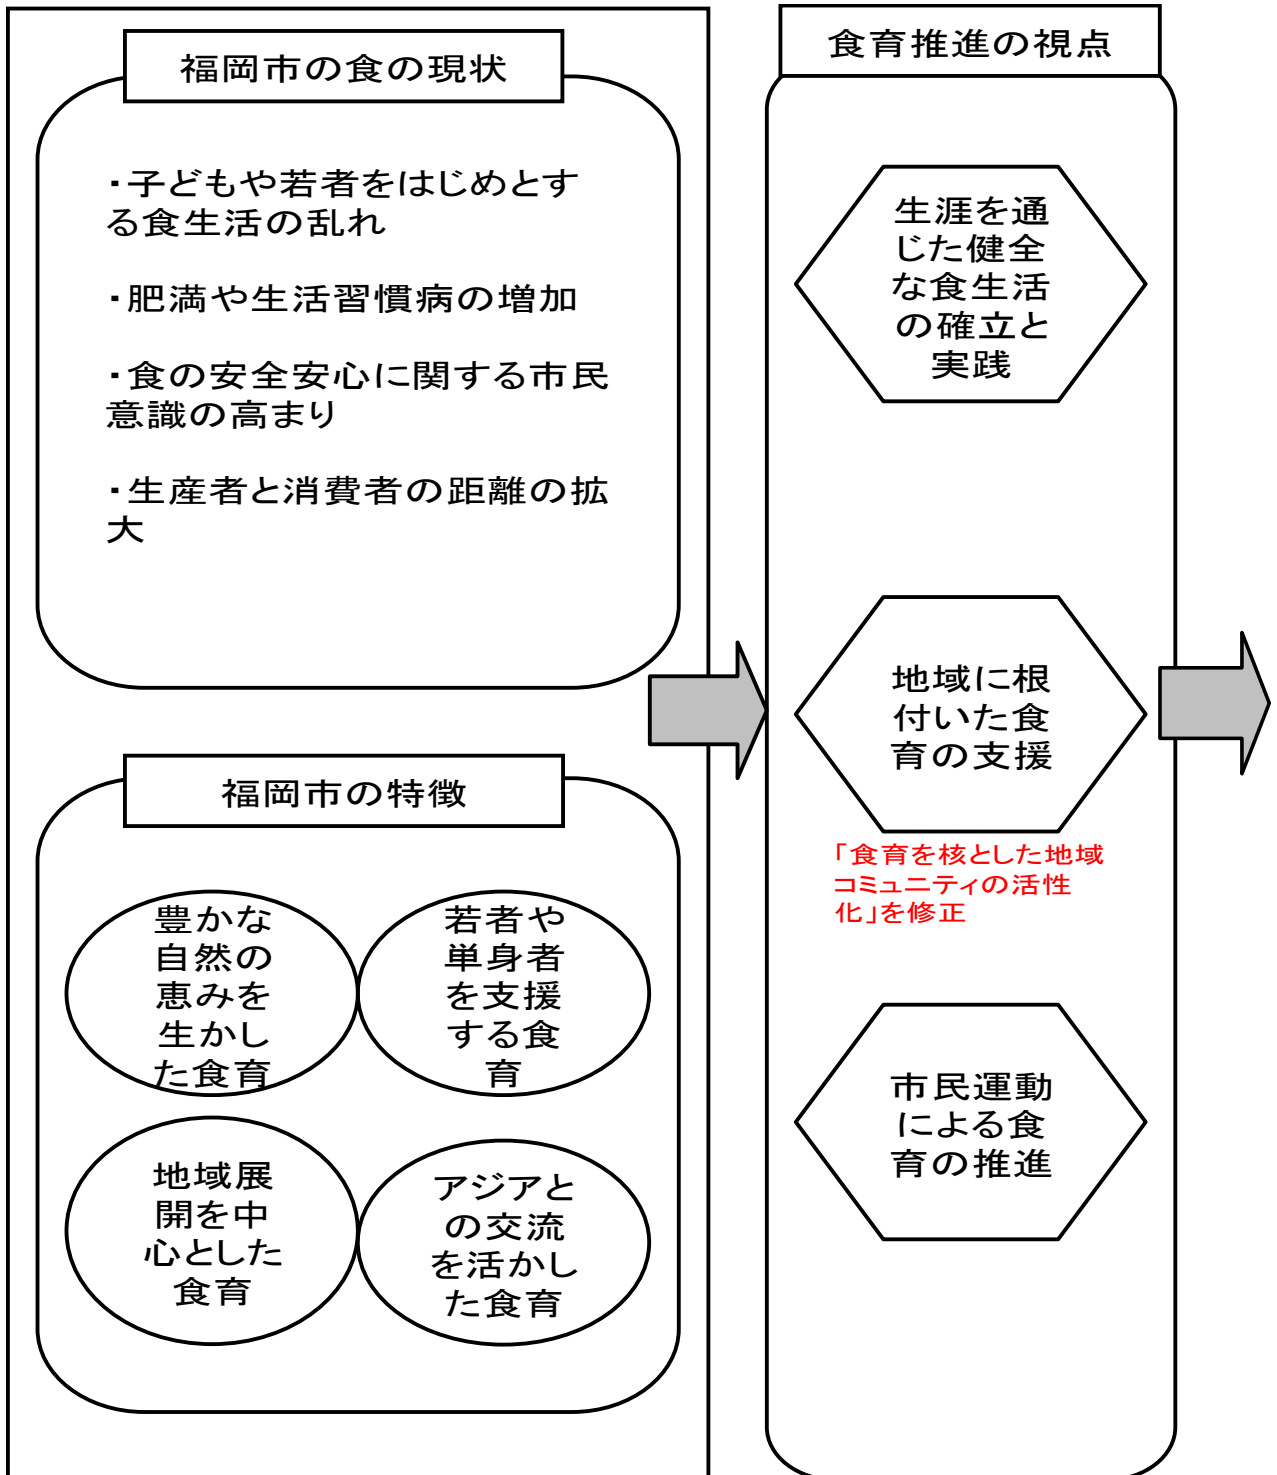 福岡市の食の現状
・子どもや若者をはじめとす
る食生活の乱れ
・肥満や生活習慣病の増加
・食の安全安心に関する市民
意識の高まり
・生産者と消費者の距離の拡
大
福岡市の特徴
豊かな
自然の
恵みを
生かし
た食育
若者や
単身者
を支援
する食
育
地域展
開を中
心とした
食育
アジアと
の交流
を活かし
た食育
食育推進の視点
生涯を通
じた健全
な食生活
の確立と
実践
地域に根
付いた食
育の支援
「食育を核とした地域
コミュニティの活性
化」を修正
市民運動
による食
育の推進